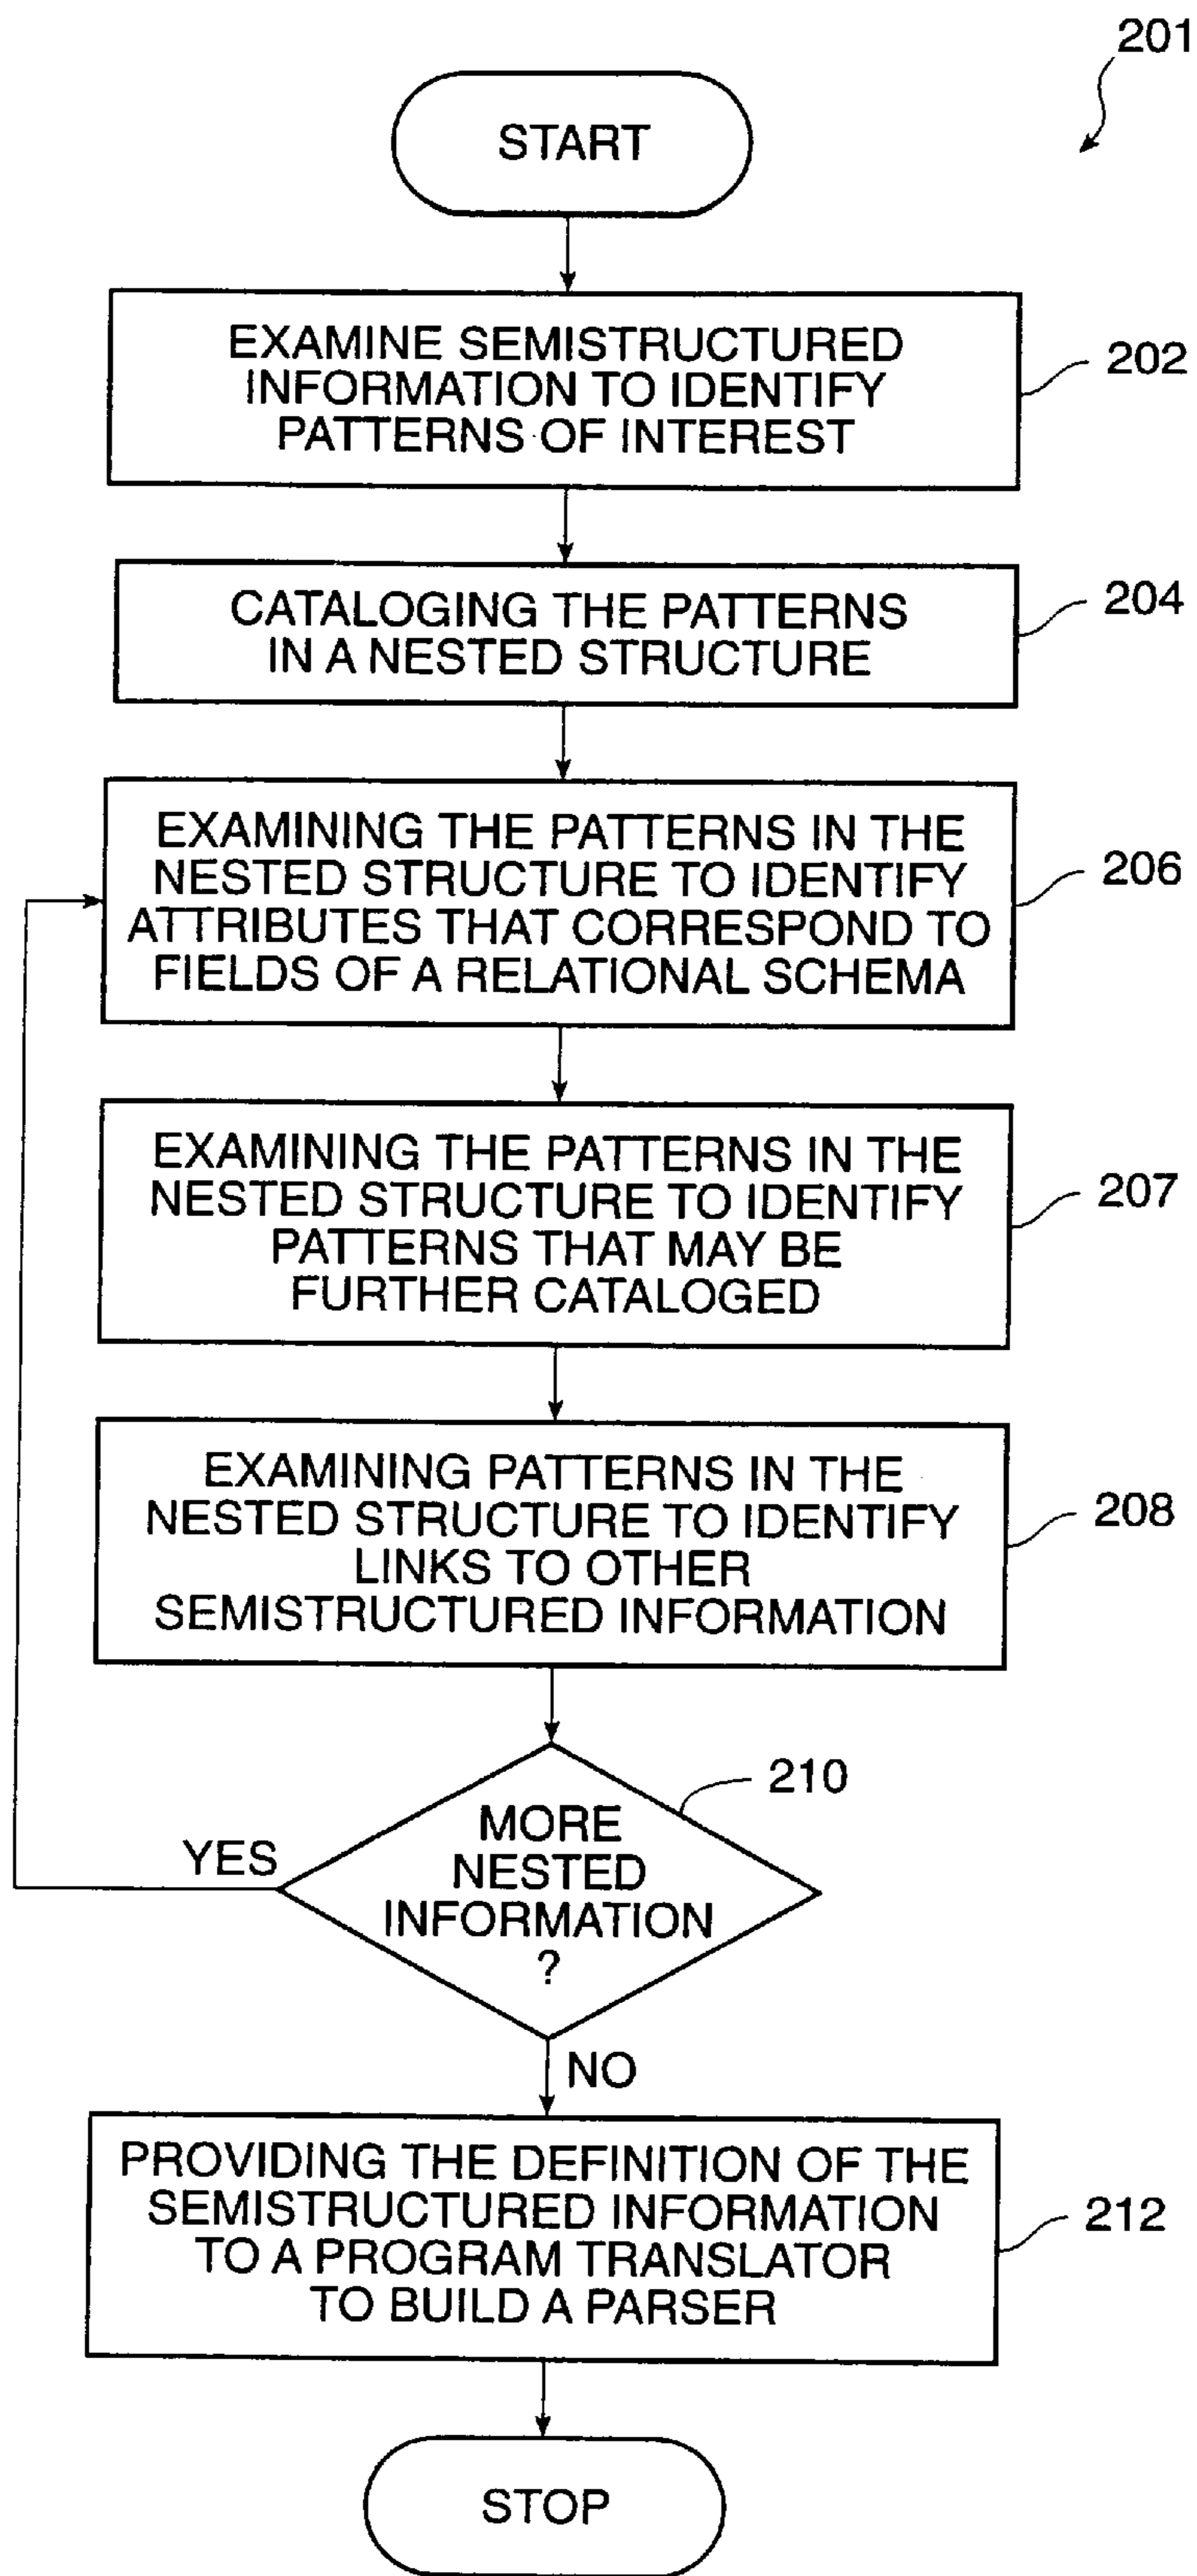 201
START
EXAMINE SEMISTRUCTURED
INFORMATION TO IDENTIFY
PATTERNS OF INTEREST
202
CATALOGING THE PATTERNS
IN A NESTED STRUCTURE
204
EXAMINING THE PATTERNS IN THE
NESTED STRUCTURE TO IDENTIFY
ATTRIBUTES THAT CORRESPOND TO
FIELDS OF A RELATIONAL SCHEMA
206
EXAMINING THE PATTERNS IN THE
NESTED STRUCTURE TO IDENTIFY
PATTERNS THAT MAY BE
FURTHER CATALOGED
207
EXAMINING PATTERNS IN THE
NESTED STRUCTURE TO IDENTIFY
LINKS TO OTHER
SEMISTRUCTURED INFORMATION
208
210
MORE
NESTED
INFORMATION
?
YES
NO
PROVIDING THE DEFINITION OF THE
SEMISTRUCTURED INFORMATION
TO A PROGRAM TRANSLATOR
TO BUILD A PARSER
212
STOP